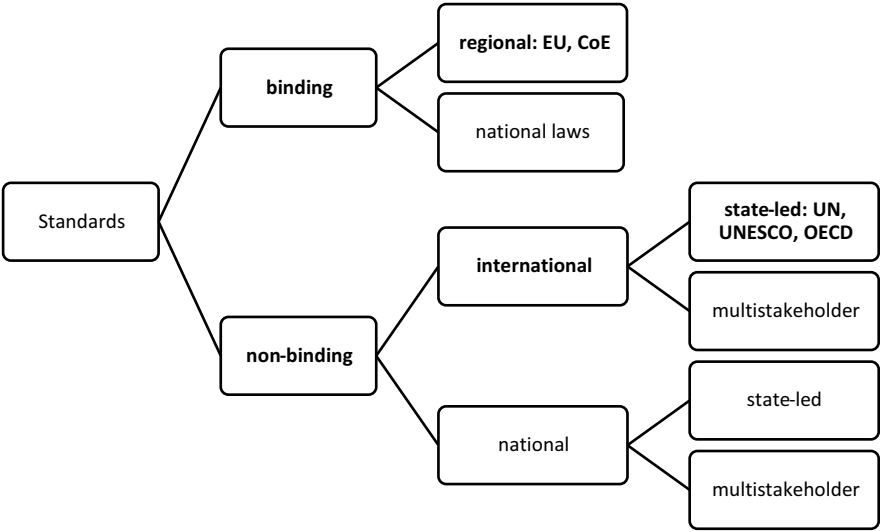 regional: EU, CoE
binding
national laws
Standards
state-led: UN,
UNESCO, OECD
international
multistakeholder
non-binding
state-led
national
multistakeholder